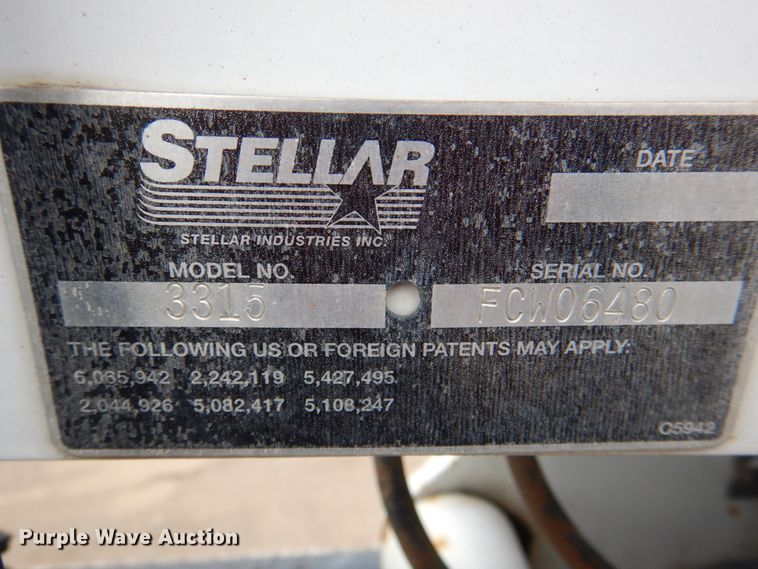 STELLAR
STELLAR INDUSTRIES INC.
DATE
MODEL NO. SERIAL NO.
3315 FCW06480
THE FOLLOWING US OR FOREIGN PATENTS MAY APPLY:
6,085,942 2,242,119 5,427,495
2,044,926 5,082,417 5,108,247
C5942
Purple Wave Auction